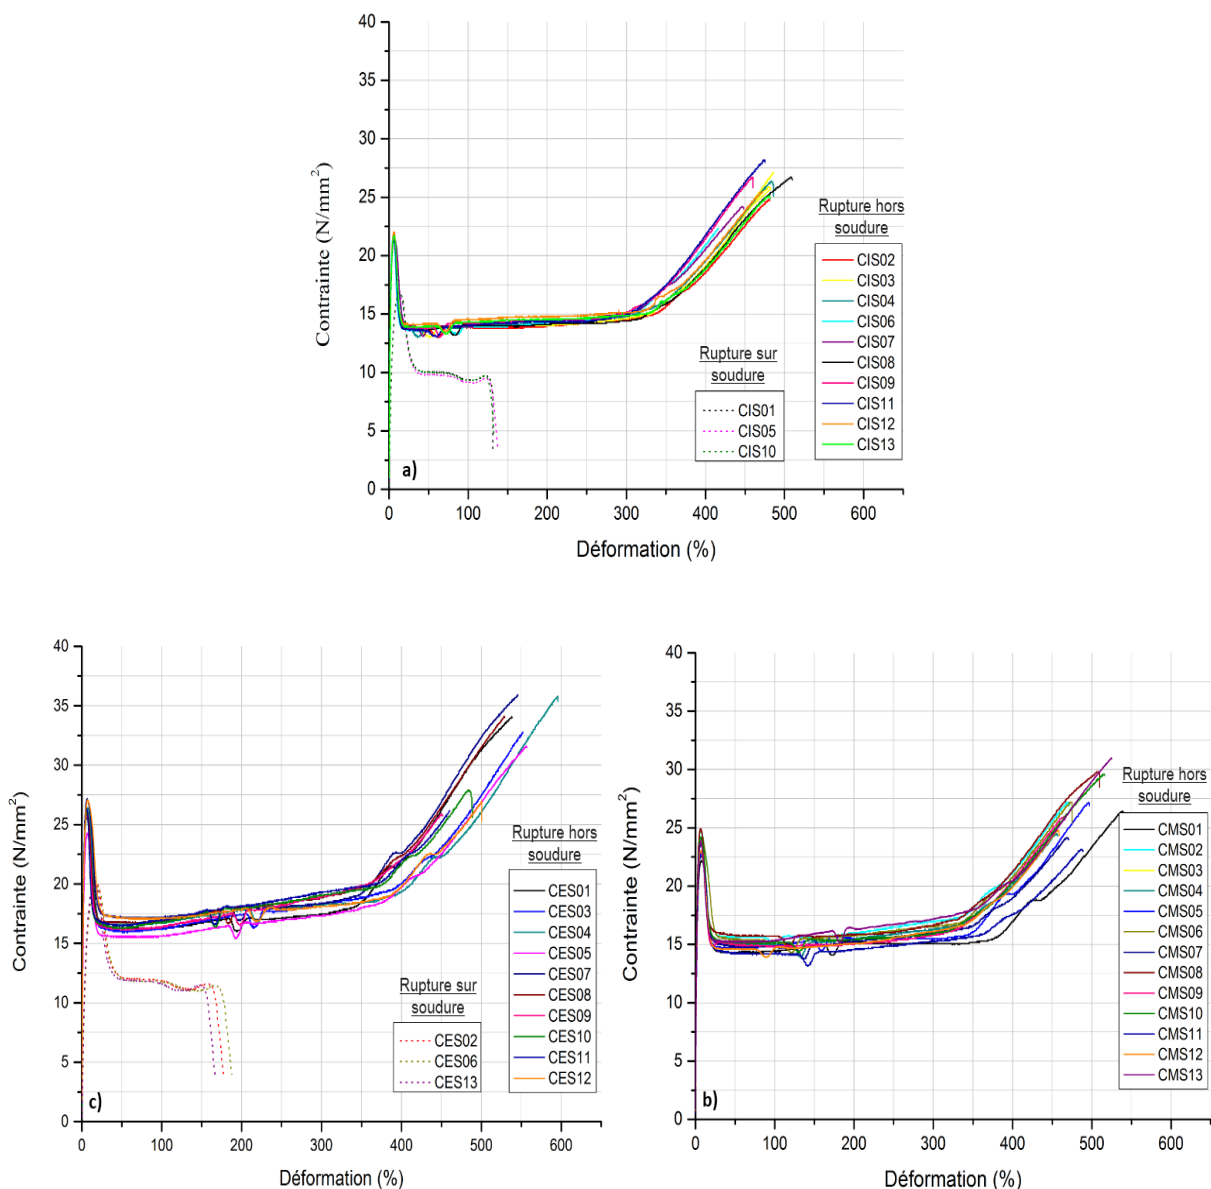 Contrainte (N/mm²)
40
35
30
25
20
15
10
5
0
0 100 200 300 400 500 600
Déformation (%)
a)
Rupture sur
soudure
CIS01
CIS05
CIS10
Rupture hors
soudure
CIS02
CIS03
CIS04
CIS06
CIS07
CIS08
CIS09
CIS11
CIS12
CIS13
Contrainte (N/mm²)
40
35
30
25
20
15
10
5
0
0 100 200 300 400 500 600
Déformation (%)
c)
Rupture sur
soudure
CES02
CES06
CES13
Rupture hors
soudure
CES01
CES03
CES04
CES05
CES07
CES08
CES09
CES10
CES11
CES12
Contrainte (N/mm²)
40
35
30
25
20
15
10
5
0
0 100 200 300 400 500 600
Déformation (%)
b)
Rupture hors
soudure
CMS01
CMS02
CMS03
CMS04
CMS05
CMS06
CMS07
CMS08
CMS09
CMS10
CMS11
CMS12
CMS13